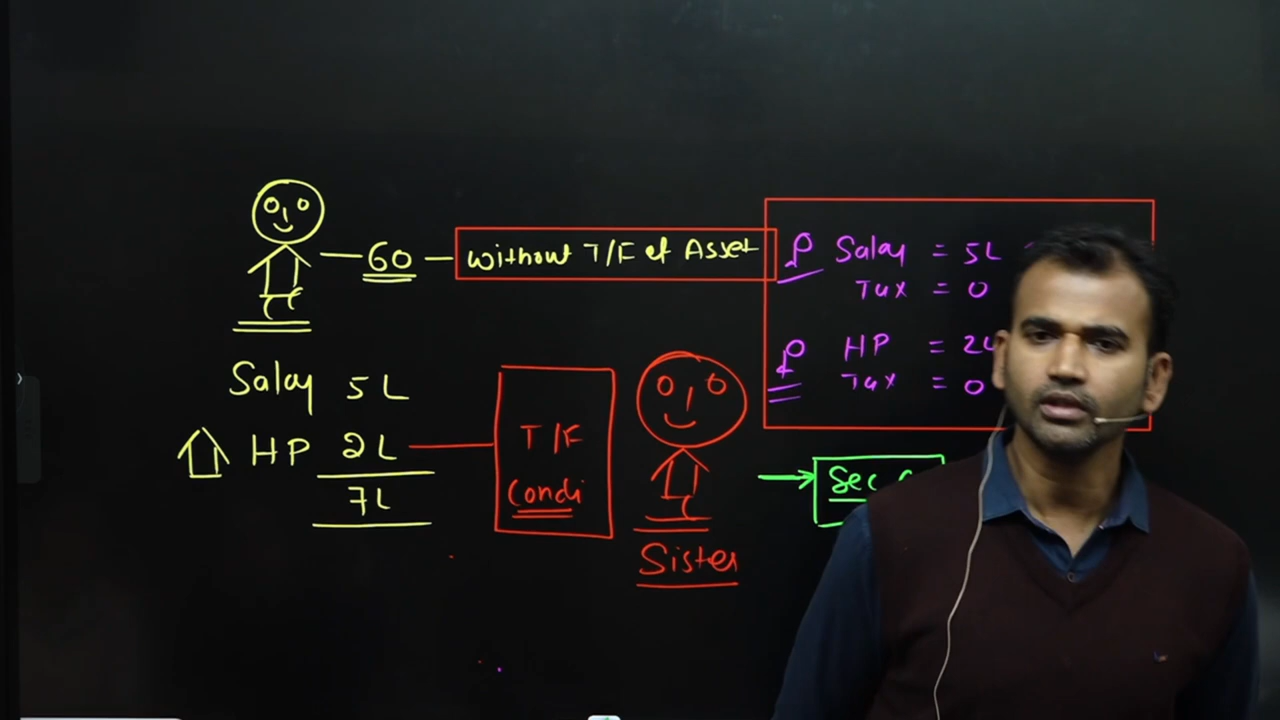 60 — without T/F of Asset
Salary = 5L
Tax = 0
HP = 2L
Tax = 0
Salary 5L
HP 2L
7L
T/F
Condi
Sister
Sec